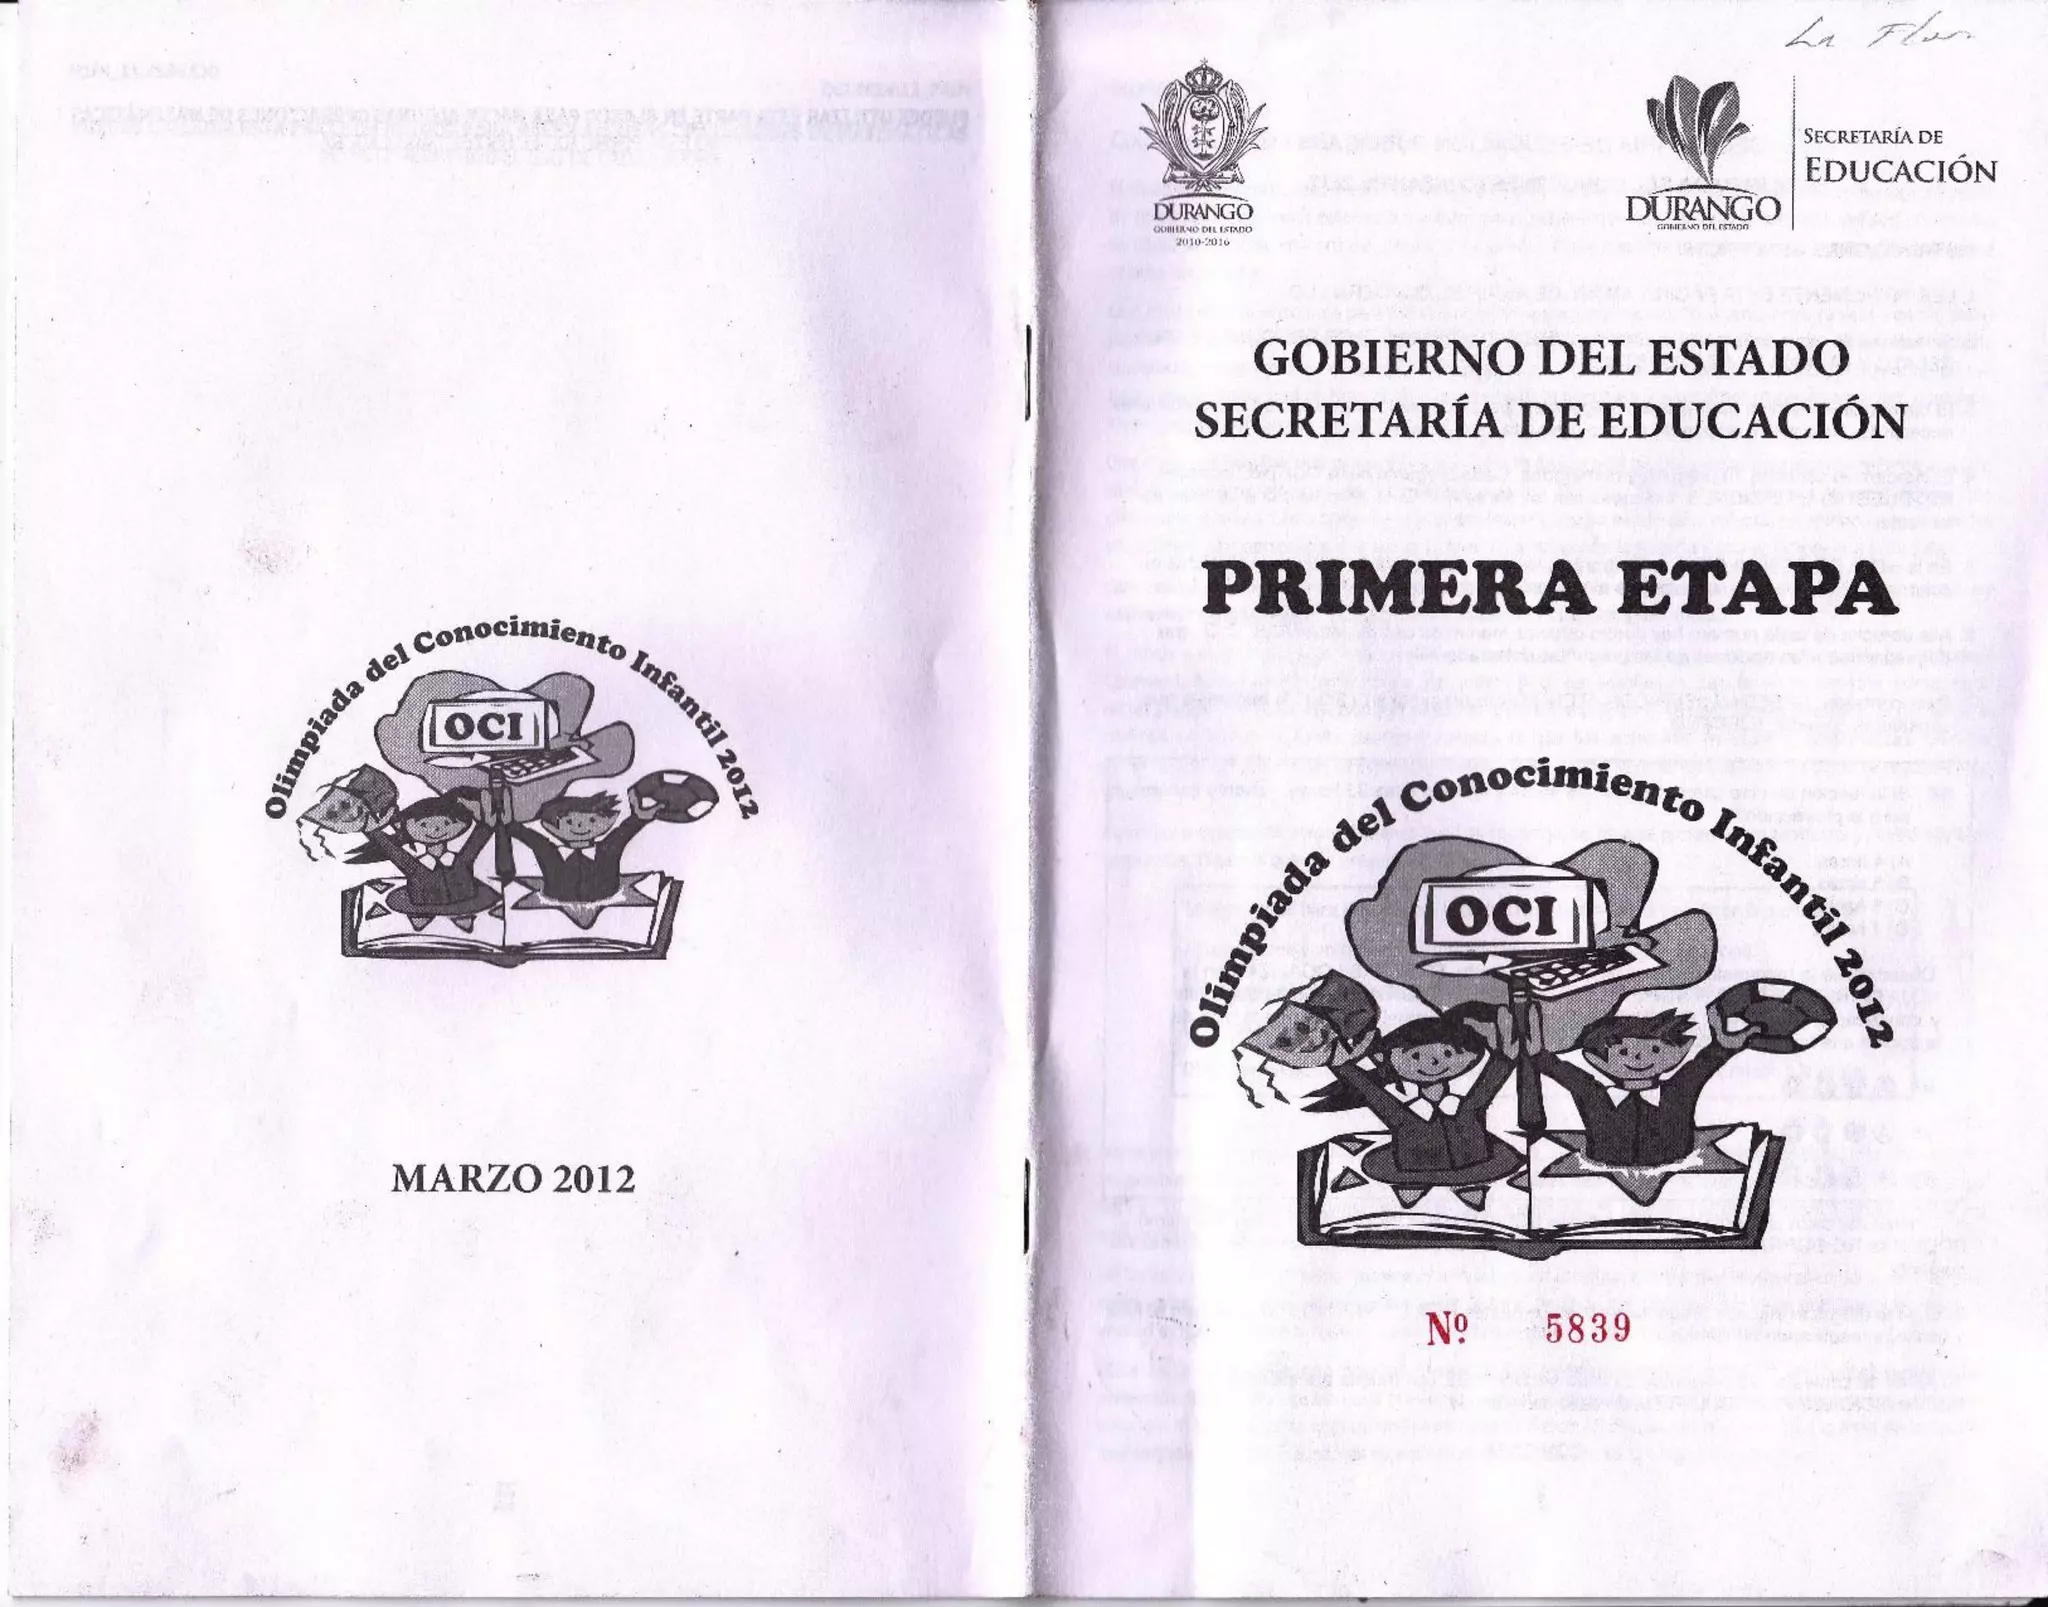 Olimpiada del Conocimiento Infantil 2012
OCI
MARZO 2012
La Flor
DURANGO
GOBIERNO DEL ESTADO
2010-2016
DURANGO
GOBIERNO DEL ESTADO
SECRETARÍA DE
EDUCACIÓN
GOBIERNO DEL ESTADO
SECRETARÍA DE EDUCACIÓN
PRIMERA ETAPA
Olimpiada del Conocimiento Infantil 2012
OCI
Nº 5839